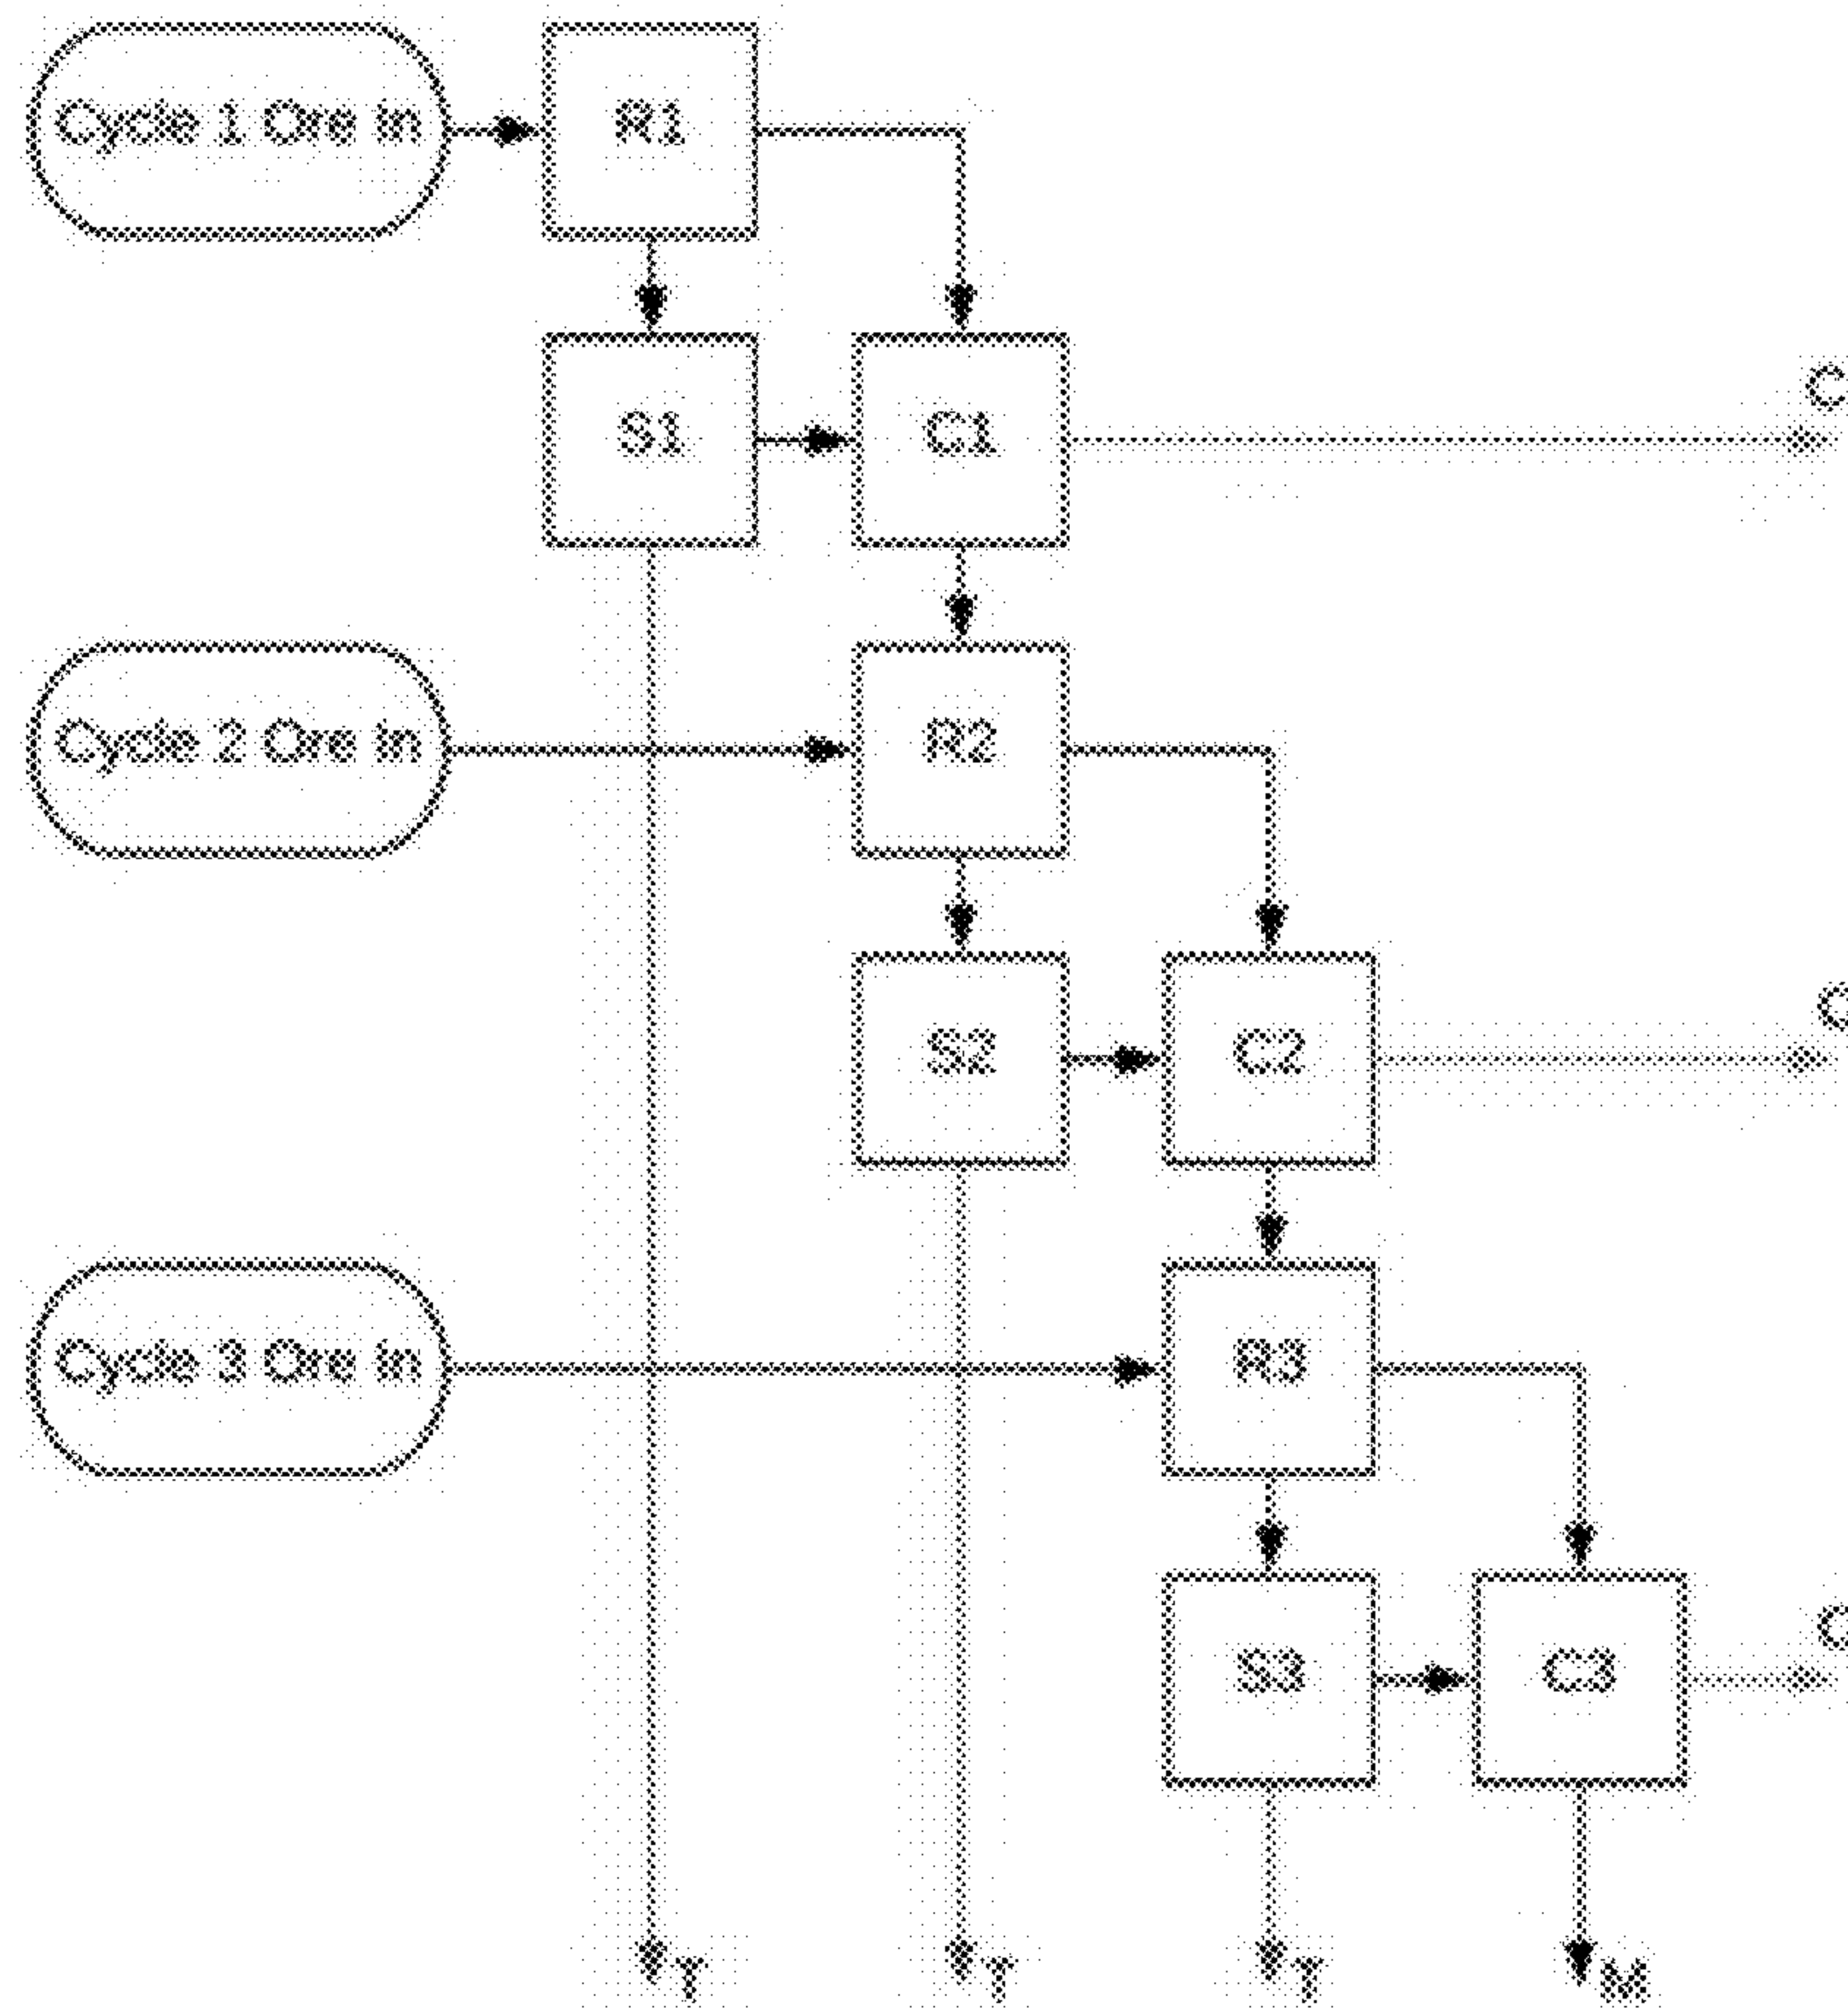 Cycle 1 Ore in
R1
S1
C1
C
Cycle 2 Ore in
R2
S2
C2
C
Cycle 3 Ore in
R3
S3
C3
C
T
T
T
M